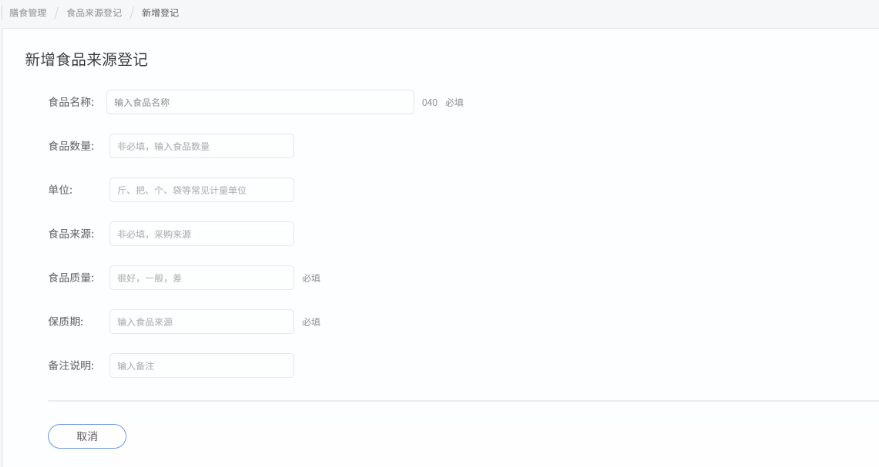 膳食管理 / 食品来源登记 / 新增登记
新增食品来源登记
食品名称: 输入食品名称 040 必填
食品数量: 非必填，输入食品数量
单位: 斤、把、个、袋等常见计量单位
食品来源: 非必填，采购来源
食品质量: 很好，一般，差 必填
保质期: 输入食品来源 必填
备注说明: 输入备注
取消